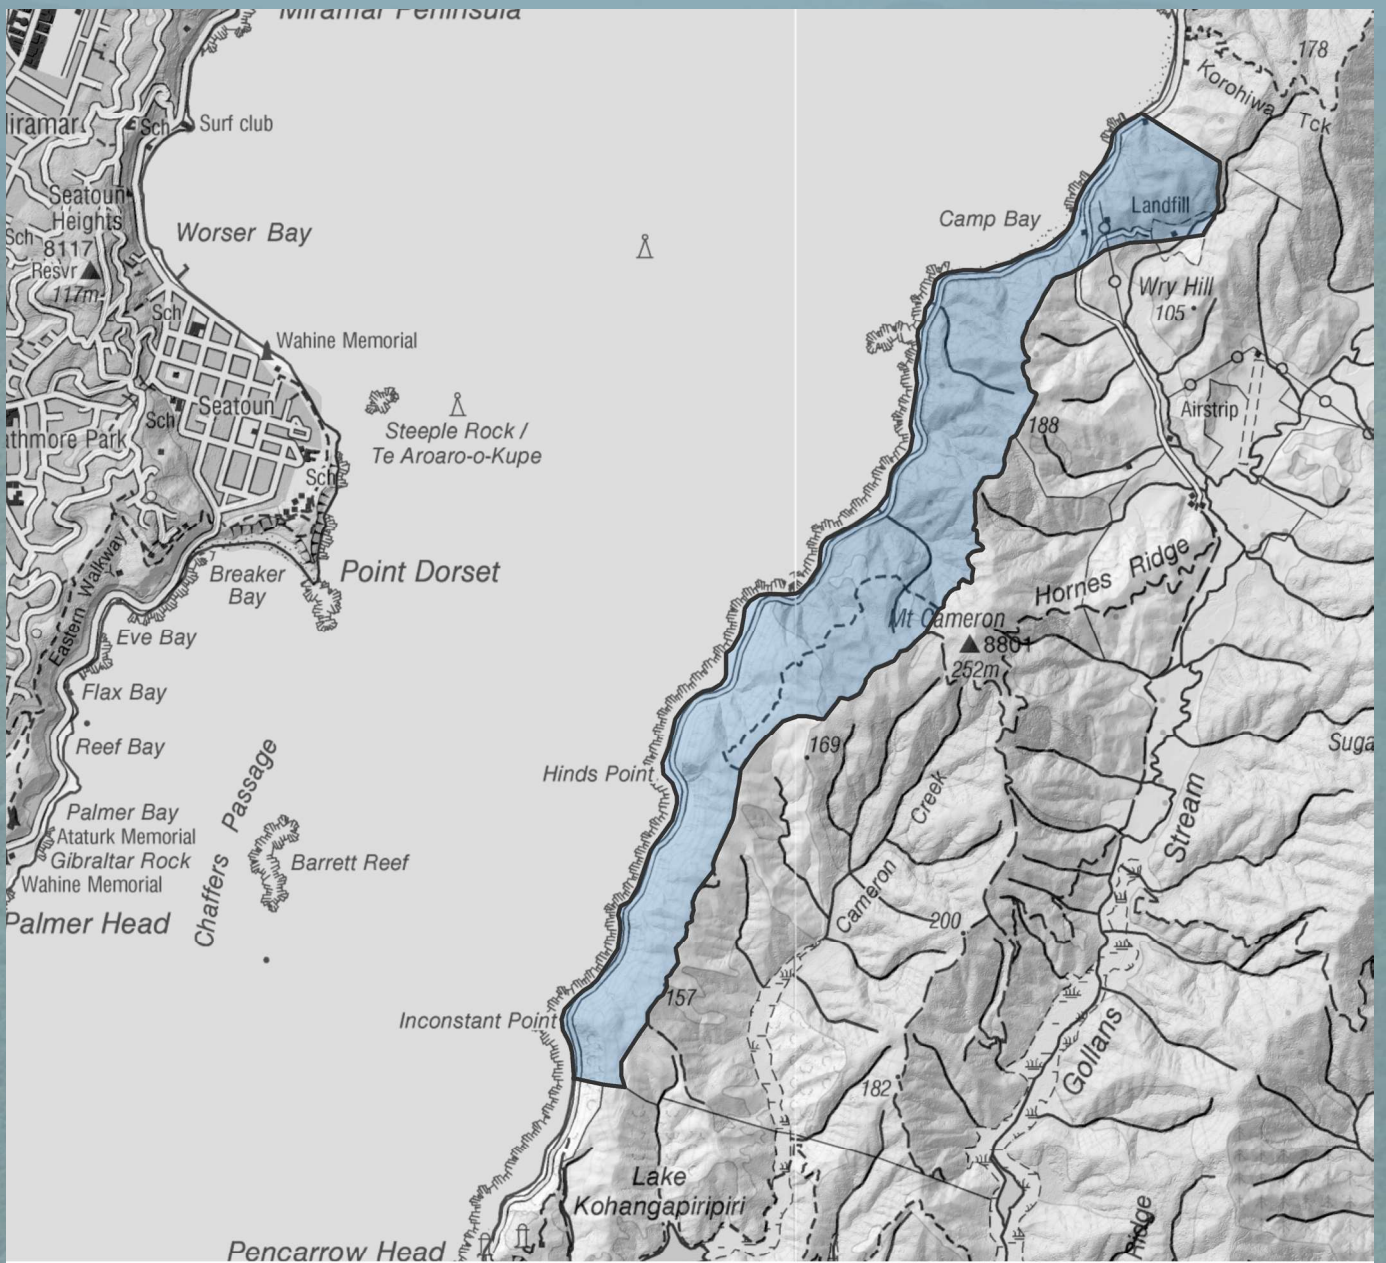 Miramar Peninsula
178
Korohiwa
Tck
Miramar
Sch
Surf club
Seatoun
Heights
Sch
8117
Resvr
117m
Worser Bay
Camp Bay
Landfill
Wry Hill
105
Sch
Wahine Memorial
Seatoun
Sch
Steeple Rock /
Te Aroaro-o-Kupe
Airstrip
188
athmore Park
Sch
Eastern Walkway
Breaker
Bay
Point Dorset
Hornes Ridge
Mt Cameron
8801
252m
Eve Bay
Flax Bay
Reef Bay
169
Suga
Hinds Point
Chaffers Passage
Palmer Bay
Ataturk Memorial
Gibraltar Rock
Wahine Memorial
Palmer Head
Barrett Reef
Cameron Creek
Stream
200
157
Inconstant Point
Gollans
182
Lake
Kohangapiripiri
Ridge
Pencarrow Head